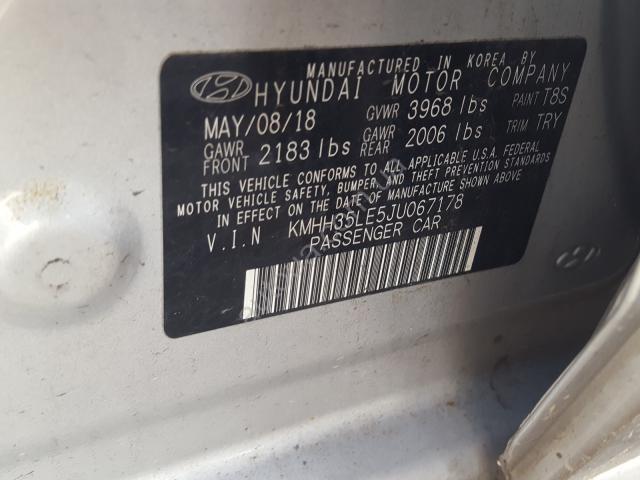 MANUFACTURED IN KOREA BY
HYUNDAI MOTOR COMPANY
MAY/08/18 GVWR 3968 lbs PAINT T8S
GAWR FRONT 2183 lbs GAWR REAR 2006 lbs TRIM TRY
THIS VEHICLE CONFORMS TO ALL APPLICABLE U.S.A. FEDERAL
MOTOR VEHICLE SAFETY, BUMPER, AND THEFT PREVENTION STANDARDS
IN EFFECT ON THE DATE OF MANUFACTURE SHOWN ABOVE.
V.I.N KMHH35LE5JU067178
PASSENGER CAR